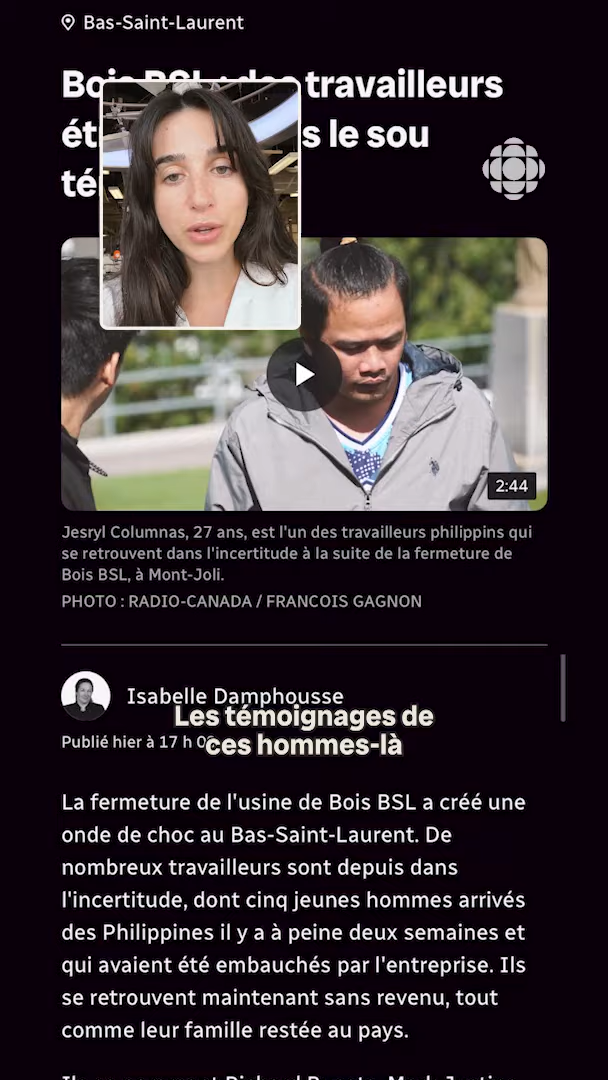 Bas-Saint-Laurent
travailleurs
le sou
2:44
Jesryl Columnas, 27 ans, est l'un des travailleurs philippins qui
se retrouvent dans l'incertitude à la suite de la fermeture de
Bois BSL, à Mont-Joli.
PHOTO : RADIO-CANADA / FRANCOIS GAGNON
Isabelle Damphousse
Les témoignages de
Publié hier à 17 h
ces hommes-là
La fermeture de l'usine de Bois BSL a créé une
onde de choc au Bas-Saint-Laurent. De
nombreux travailleurs sont depuis dans
l'incertitude, dont cinq jeunes hommes arrivés
des Philippines il y a à peine deux semaines et
qui avaient été embauchés par l'entreprise. Ils
se retrouvent maintenant sans revenu, tout
comme leur famille restée au pays.